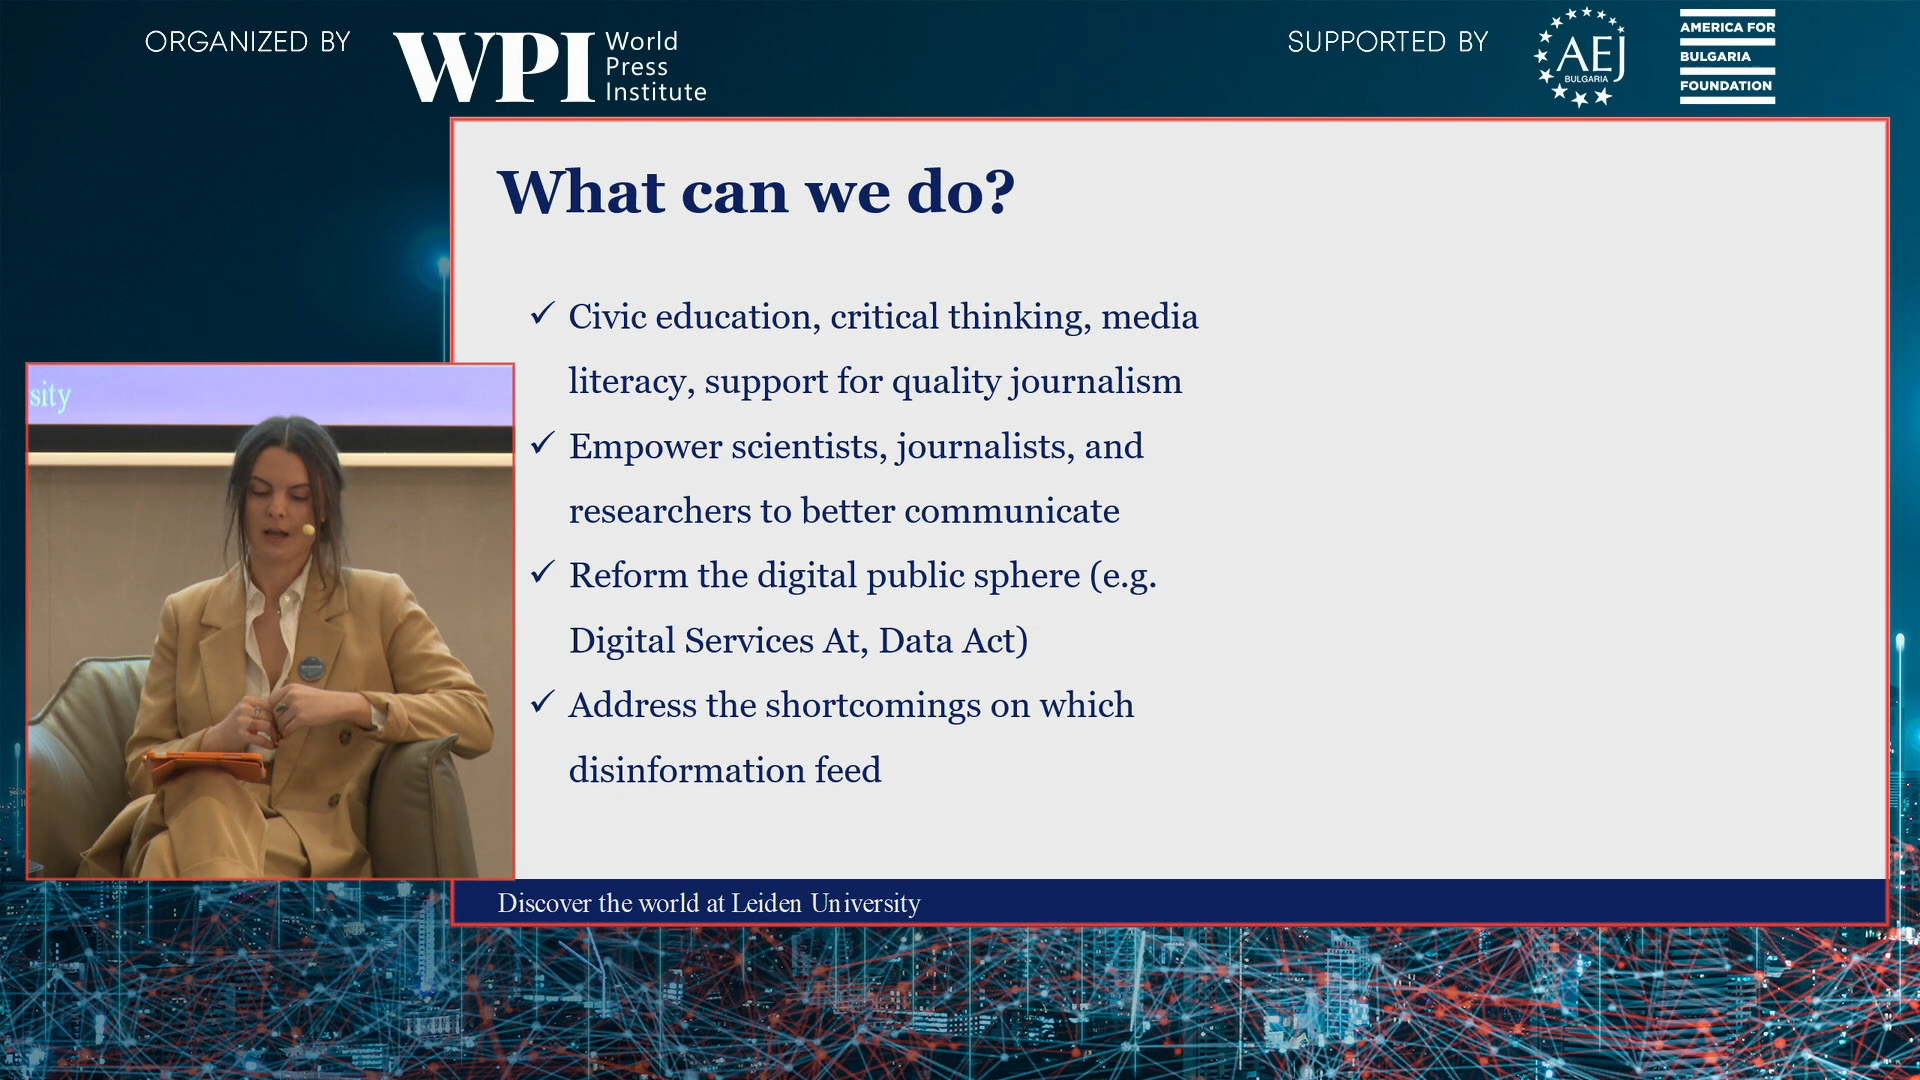 ORGANIZED BY
WPI World
Press
Institute
SUPPORTED BY
AEJ
BULGARIA
AMERICA FOR
BULGARIA
FOUNDATION
What can we do?
✓ Civic education, critical thinking, media
literacy, support for quality journalism
✓ Empower scientists, journalists, and
researchers to better communicate
✓ Reform the digital public sphere (e.g.
Digital Services At, Data Act)
✓ Address the shortcomings on which
disinformation feed
sity
Discover the world at Leiden University